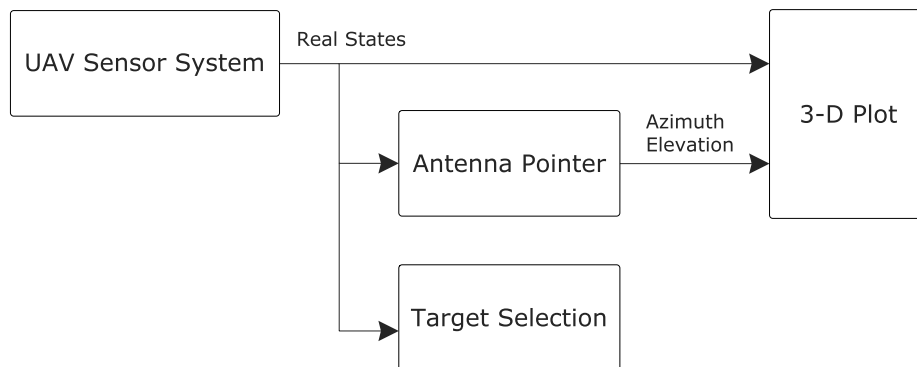 UAV Sensor System
Real States
3-D Plot
Antenna Pointer
Azimuth
Elevation
Target Selection